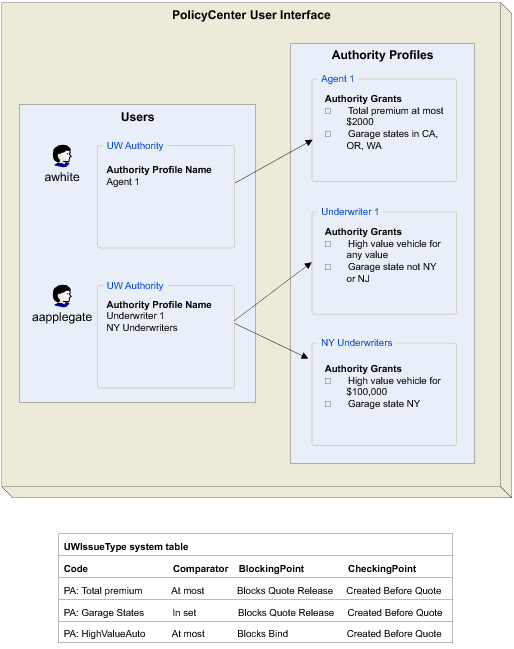 PolicyCenter User Interface
Users
UW Authority
Authority Profile Name
Agent 1
awhite
UW Authority
Authority Profile Name
Underwriter 1
NY Underwriters
aapplegate
Authority Profiles
Agent 1
Authority Grants
Total premium at most
$2000
Garage states in CA,
OR, WA
Underwriter 1
Authority Grants
High value vehicle for
any value
Garage state not NY
or NJ
NY Underwriters
Authority Grants
High value vehicle for
$100,000
Garage state NY
UWIssueType system table
Code Comparator BlockingPoint CheckingPoint
PA: Total premium At most Blocks Quote Release Created Before Quote
PA: Garage States In set Blocks Quote Release Created Before Quote
PA: HighValueAuto At most Blocks Bind Created Before Quote